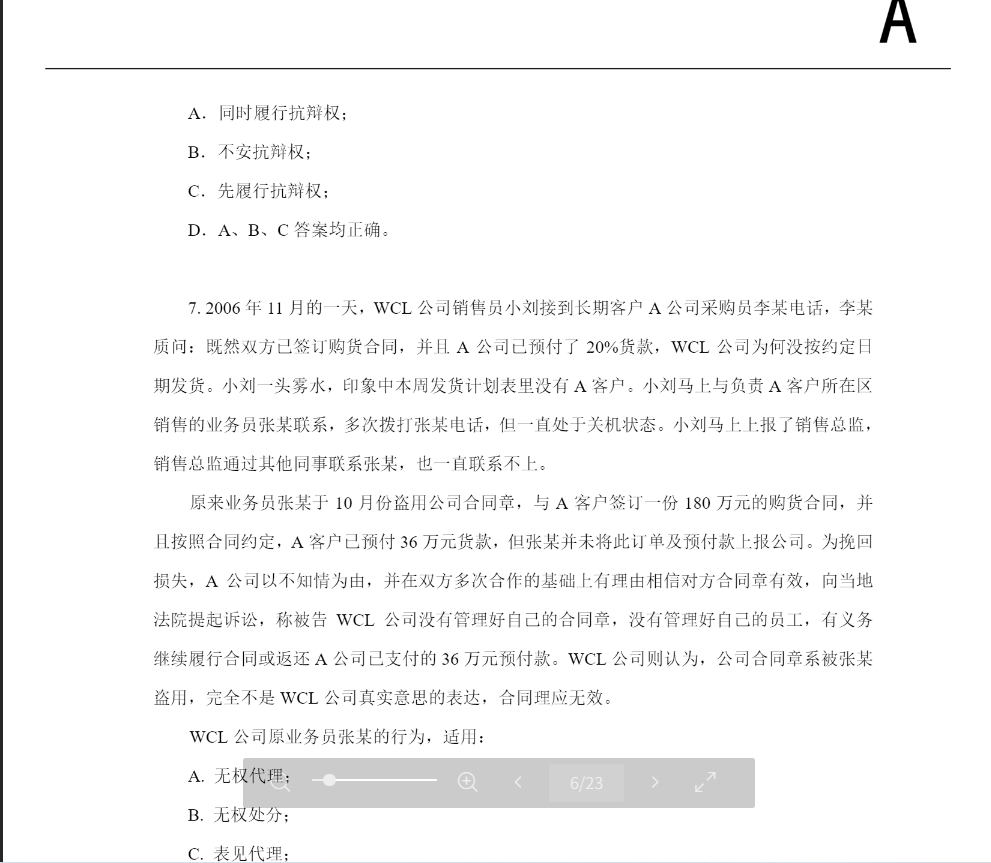 A
A. 同时履行抗辩权;
B. 不安抗辩权;
C. 先履行抗辩权;
D. A、B、C 答案均正确。
7. 2006 年 11 月的一天，WCL 公司销售员小刘接到长期客户 A 公司采购员李某电话，李某
质问：既然双方已签订购货合同，并且 A 公司已预付了 20%货款，WCL 公司为何没按约定日
期发货。小刘一头雾水，印象中本周发货计划表里没有 A 客户。小刘马上与负责 A 客户所在区
销售的业务员张某联系，多次拨打张某电话，但一直处于关机状态。小刘马上上报了销售总监，
销售总监通过其他同事联系张某，也一直联系不上。
原来业务员张某于 10 月份盗用公司合同章，与 A 客户签订一份 180 万元的购货合同，并
且按照合同约定，A 客户已预付 36 万元货款，但张某并未将此订单及预付款上报公司。为挽回
损失，A 公司以不知情为由，并在双方多次合作的基础上有理由相信对方合同章有效，向当地
法院提起诉讼，称被告 WCL 公司没有管理好自己的合同章，没有管理好自己的员工，有义务
继续履行合同或返还 A 公司已支付的 36 万元预付款。WCL 公司则认为，公司合同章系被张某
盗用，完全不是 WCL 公司真实意思的表达，合同理应无效。
WCL 公司原业务员张某的行为，适用：
A. 无权代理;
6/23
B. 无权处分;
C. 表见代理;